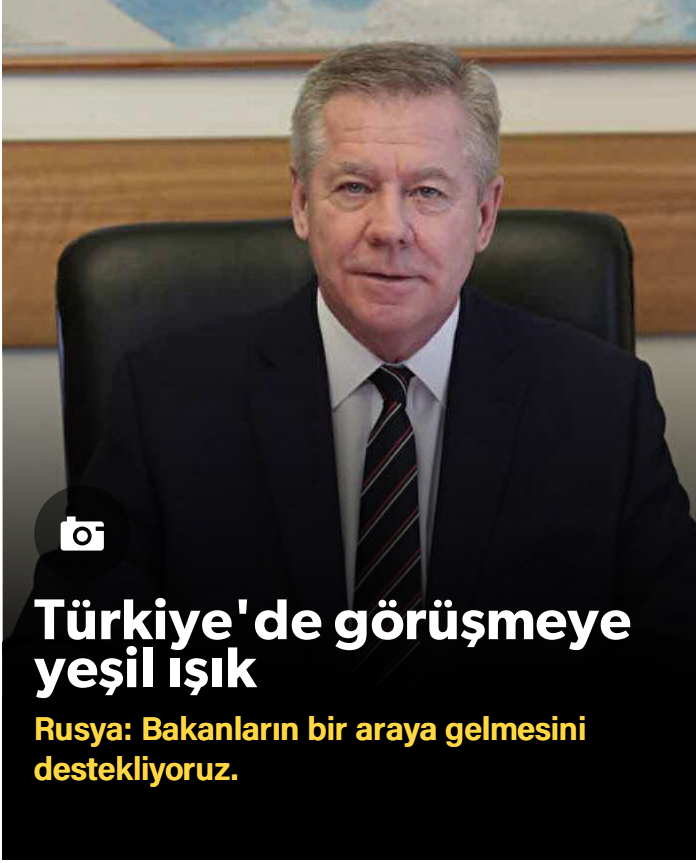 Türkiye'de görüşmeye
yeşil ışık
Rusya: Bakanların bir araya gelmesini
destekliyoruz.